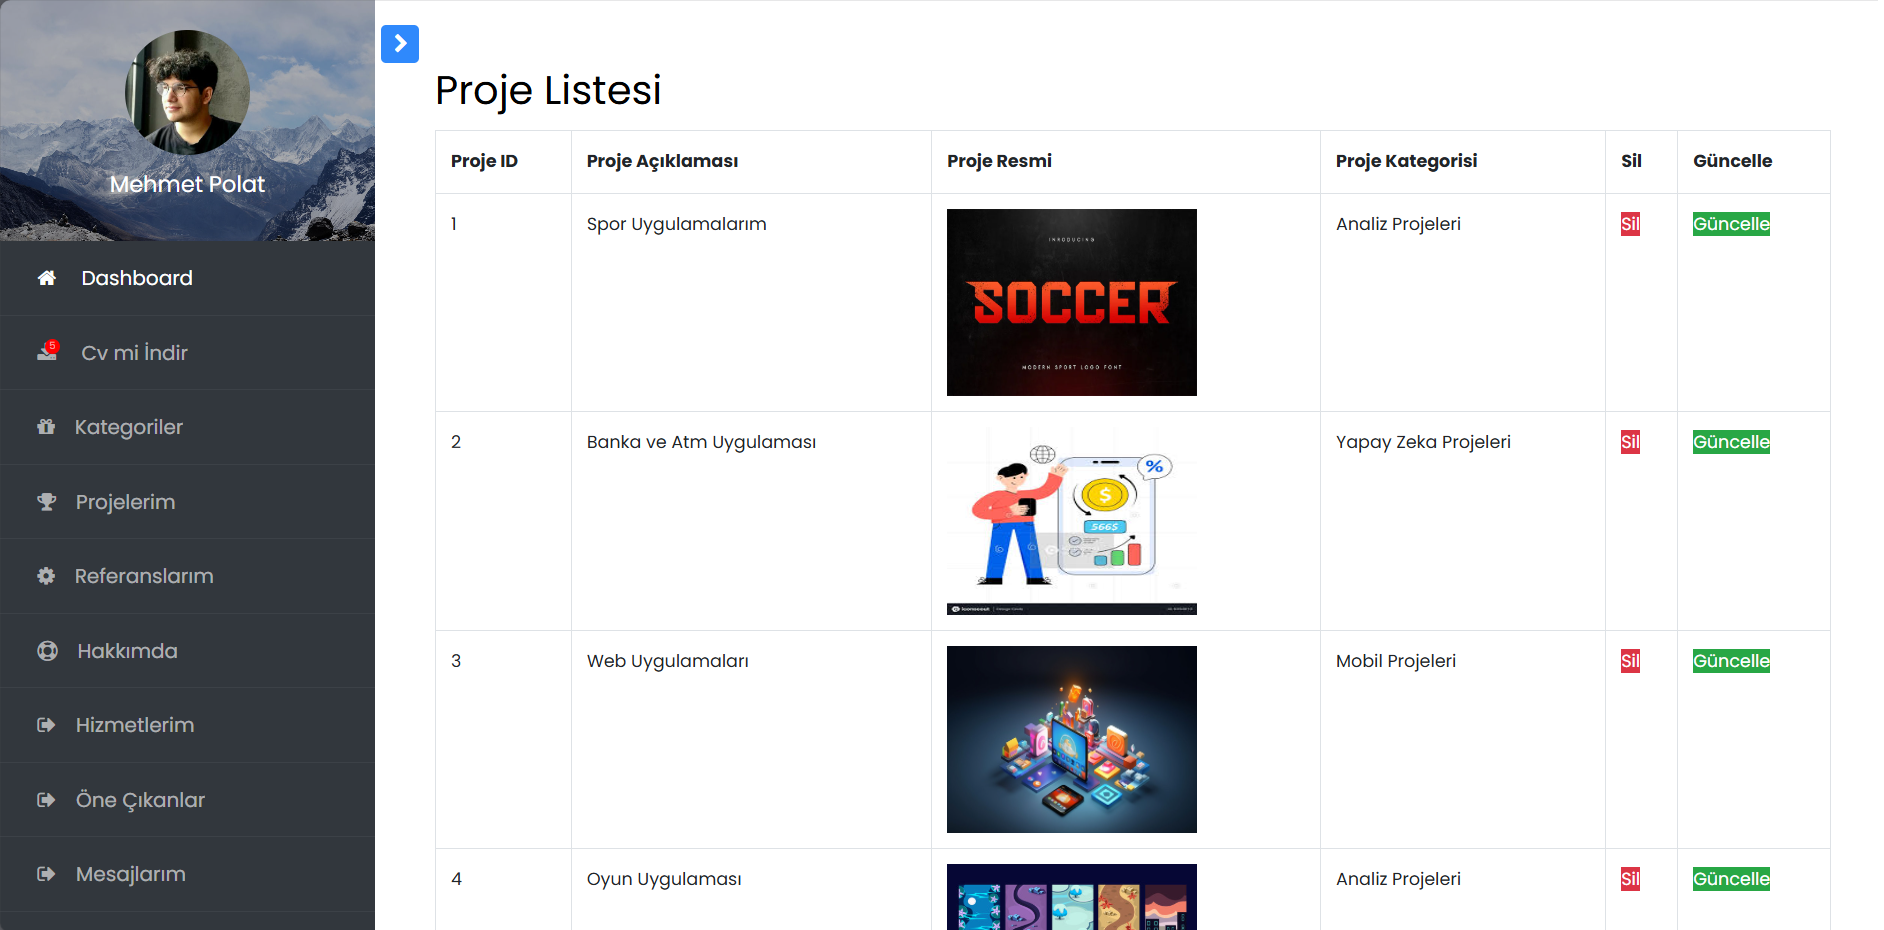 Mehmet Polat
Dashboard
5
Cv mi İndir
Kategoriler
Projelerim
Referanslarım
Hakkımda
Hizmetlerim
Öne Çıkanlar
Mesajlarım
Proje Listesi
Proje ID Proje Açıklaması Proje Resmi Proje Kategorisi Sil Güncelle
1 Spor Uygulamalarım Analiz Projeleri Sil Güncelle
INRODUCING
SOCCER
MODERN SPORT LOGO FONT
2 Banka ve Atm Uygulaması Yapay Zeka Projeleri Sil Güncelle
%
$
566$
iconscout
3 Web Uygulamaları Mobil Projeleri Sil Güncelle
4 Oyun Uygulaması Analiz Projeleri Sil Güncelle